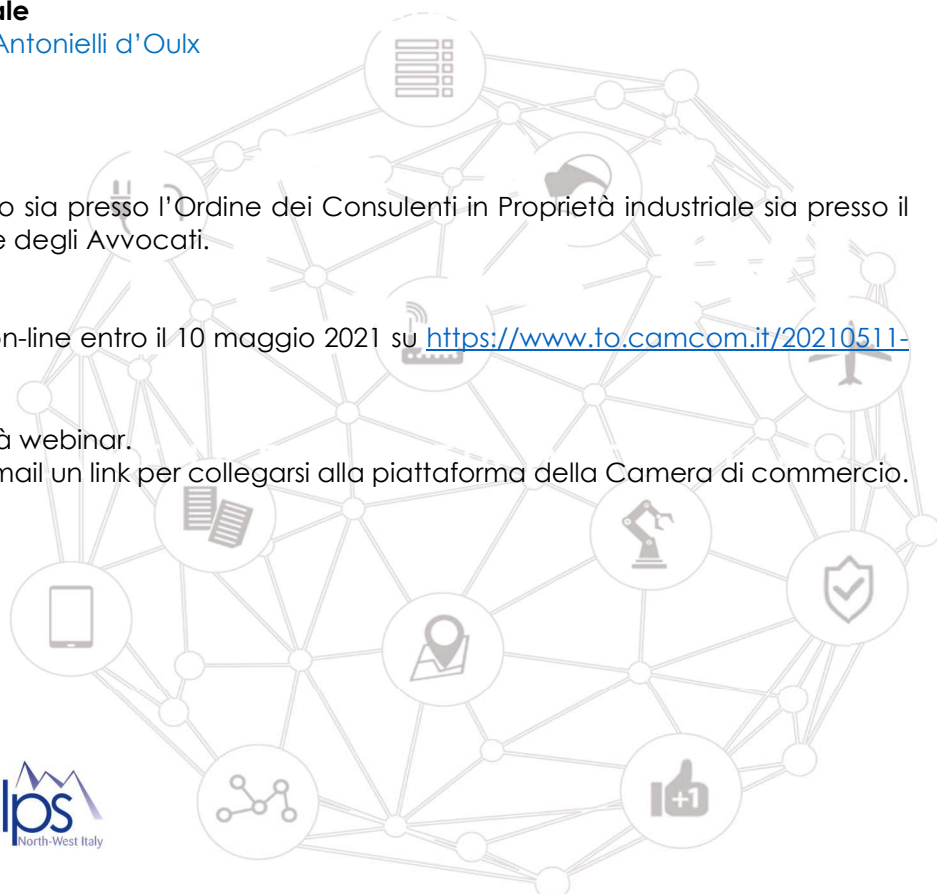 ale
Antonielli d’Oulx
o sia presso l’Ordine dei Consulenti in Proprietà industriale sia presso il
e degli Avvocati.
on-line entro il 10 maggio 2021 su https://www.to.camcom.it/20210511-
à webinar.
mail un link per collegarsi alla piattaforma della Camera di commercio.
+1
lps
North-West Italy